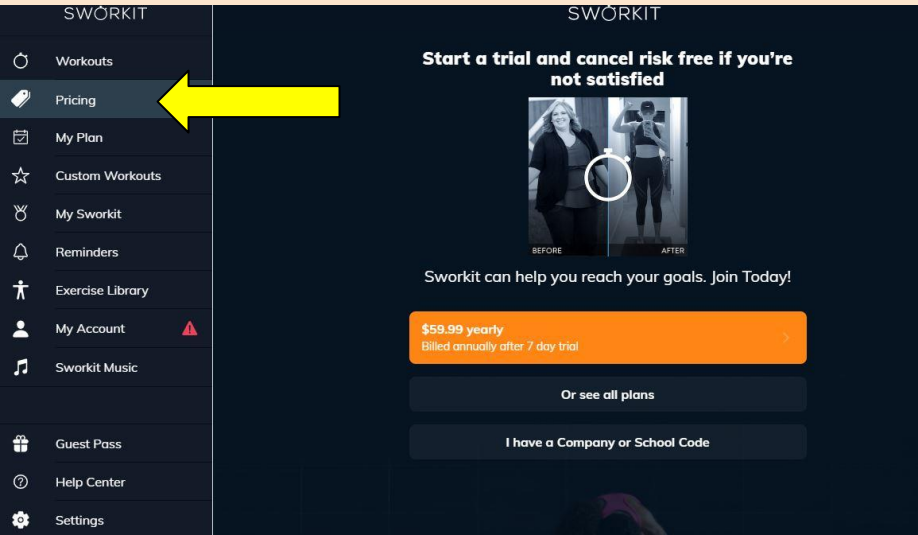 SWORKIT
Workouts
Pricing
My Plan
Custom Workouts
My Sworkit
Reminders
Exercise Library
My Account
Sworkit Music
Guest Pass
Help Center
Settings
SWORKIT
Start a trial and cancel risk free if you're
not satisfied
BEFORE
AFTER
Sworkit can help you reach your goals. Join Today!
$59.99 yearly
Billed annually after 7 day trial
Or see all plans
I have a Company or School Code